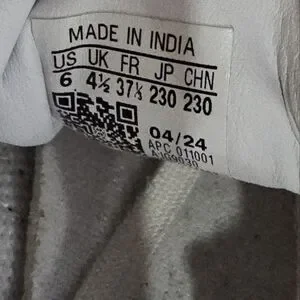 MADE IN INDIA
US UK FR JP CHN
6 4½ 37⅓ 230 230
04/24
APC 011001